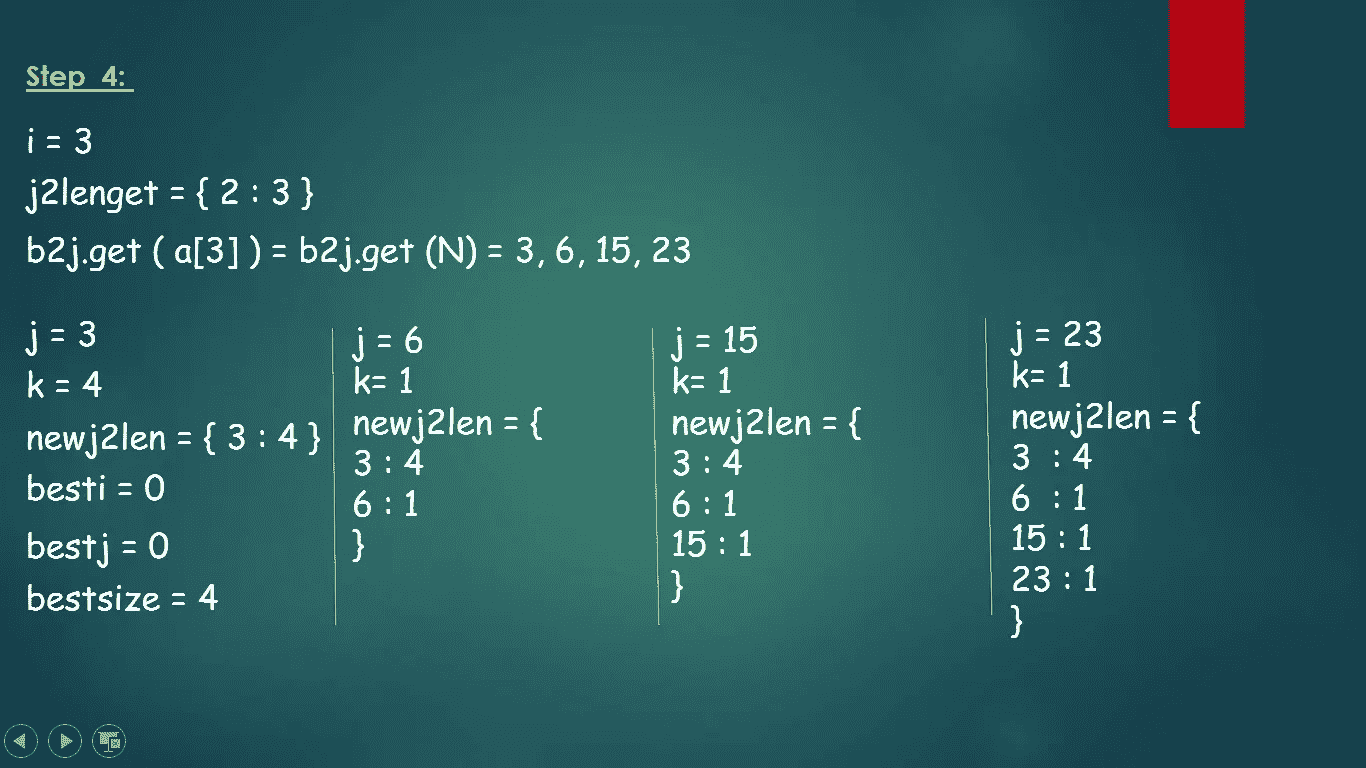 Step 4:
i = 3
j2lenget = { 2 : 3 }
b2j.get ( a[3] ) = b2j.get (N) = 3, 6, 15, 23
j = 3
k = 4
newj2len = { 3 : 4 }
besti = 0
bestj = 0
bestsize = 4
j = 6
k= 1
newj2len = {
3 : 4
6 : 1
}
j = 15
k= 1
newj2len = {
3 : 4
6 : 1
15 : 1
}
j = 23
k= 1
newj2len = {
3 : 4
6 : 1
15 : 1
23 : 1
}